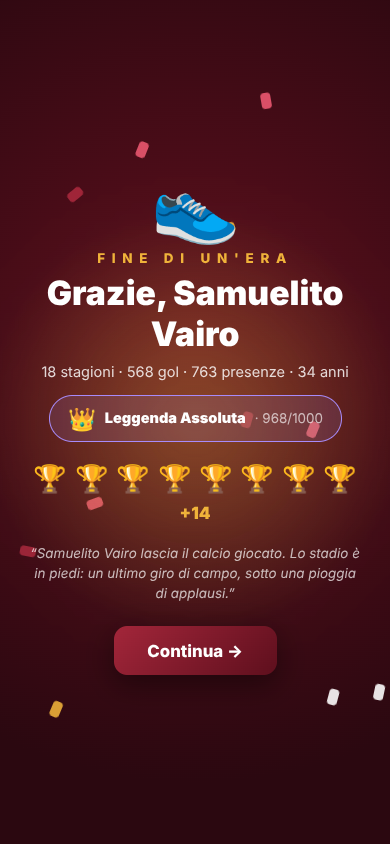 FINE DI UN'ERA
Grazie, Samuelito
Vairo
18 stagioni · 568 gol · 763 presenze · 34 anni
Leggenda Assoluta · 968/1000
+14
“Samuelito Vairo lascia il calcio giocato. Lo stadio è
in piedi: un ultimo giro di campo, sotto una pioggia
di applausi.”
Continua →